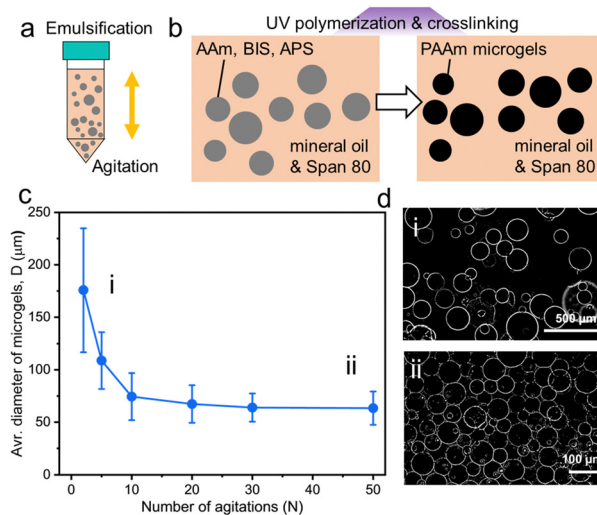 a
Emulsification
Agitation
b
UV polymerization & crosslinking
AAm, BIS, APS
mineral oil
& Span 80
PAAm microgels
mineral oil
& Span 80
c
Avr. diameter of microgels, D (μm)
250
200
150
100
50
0
i
ii
0
10
20
30
40
50
Number of agitations (N)
d
i
500 μm
ii
100 μm